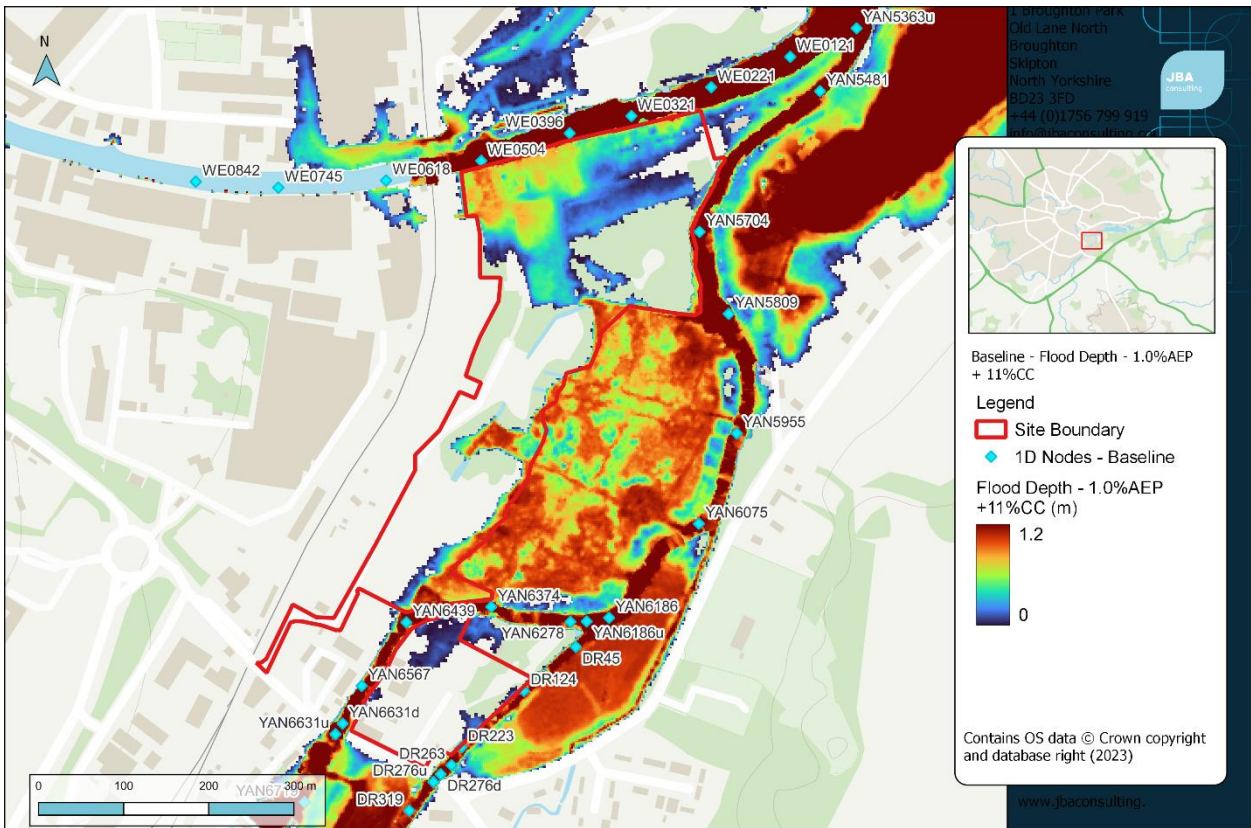 N
YAN5363u
WE0121
WE0221
YAN5481
WE0321
WE0396
WE0504
WE0618
WE0842
WE0745
YAN5704
YAN5809
YAN5955
YAN6075
YAN6374
YAN6439
YAN6186
YAN6278
YAN6186u
DR45
YAN6567
DR124
YAN6631u
YAN6631d
DR223
DR263
DR276u
DR276d
DR319
0 100 200 300 m
1 Broughton Park
Old Lane North
Broughton
Skipton
North Yorkshire
BD23 3FD
+44 (0)1756 799 919
JBA
consulting
Baseline - Flood Depth - 1.0%AEP
+ 11%CC
Legend
Site Boundary
1D Nodes - Baseline
Flood Depth - 1.0%AEP
+11%CC (m)
1.2
0
Contains OS data © Crown copyright
and database right (2023)
www.jbaconsulting.